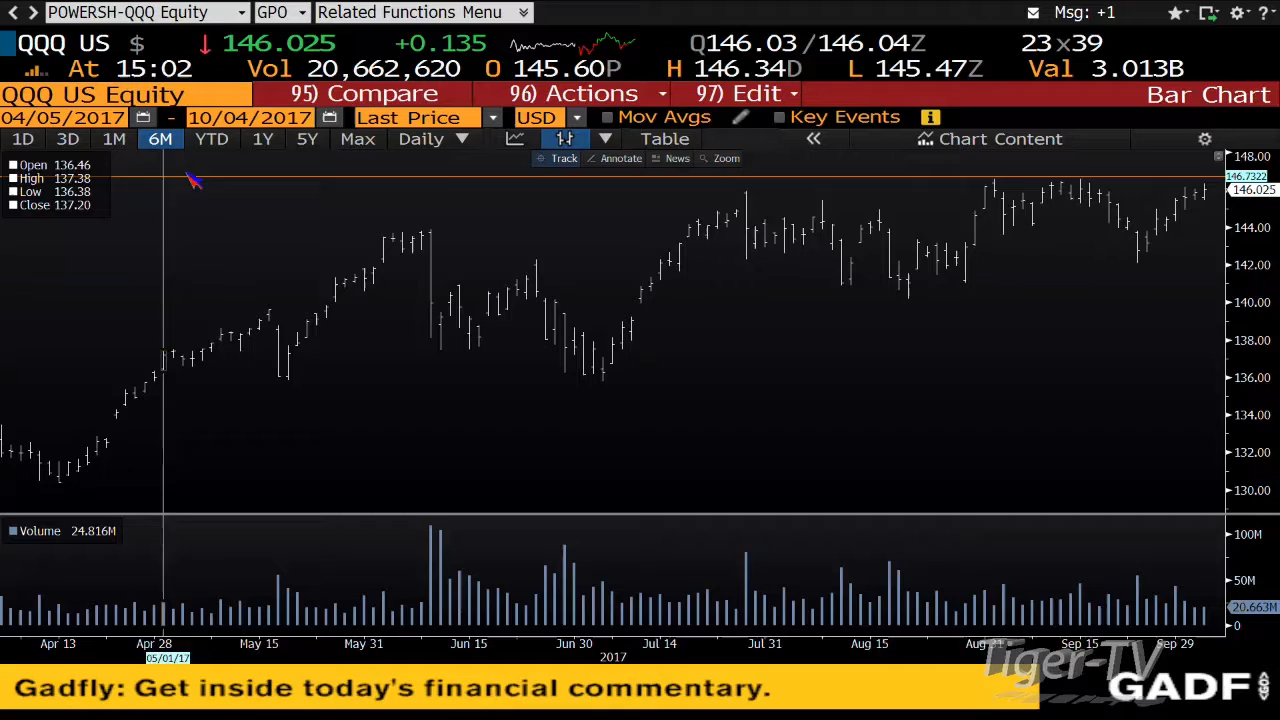 POWERSH-QQQ Equity GPO Related Functions Menu Msg: +1
QQQ US $ 146.025 +0.135 Q146.03 /146.04Z 23x39
At 15:02 Vol 20,662,620 O 145.60P H 146.34D L 145.47Z Val 3.013B
QQQ US Equity 95) Compare 96) Actions 97) Edit Bar Chart
04/05/2017 - 10/04/2017 Last Price USD Mov Avgs Key Events
1D 3D 1M 6M YTD 1Y 5Y Max Daily Table « Chart Content
Track Annotate News Zoom
Open 136.46
High 137.38
Low 136.38
Close 137.20
148.00
146.7322
146.025
144.00
142.00
140.00
138.00
136.00
134.00
132.00
130.00
Volume 24.816M
100M
50M
20.663M
0
Apr 13 Apr 28 May 15 May 31 Jun 15 Jun 30 Jul 14 Jul 31 Aug 15 Aug 31 Sep 15 Sep 29
05/01/17 2017
Tiger-TV
Gadfly: Get inside today's financial commentary. GADF GO